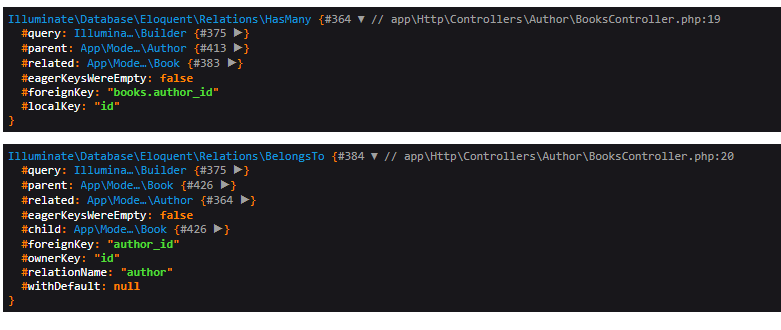 Illuminate\Database\Eloquent\Relations\HasMany {#364 ▼ // app\Http\Controllers\Author\BooksController.php:19
#query: Illumina…\Builder {#375 ▶}
#parent: App\Mode…\Author {#413 ▶}
#related: App\Mode…\Book {#383 ▶}
#eagerKeysWereEmpty: false
#foreignKey: "books.author_id"
#localKey: "id"
}
Illuminate\Database\Eloquent\Relations\BelongsTo {#384 ▼ // app\Http\Controllers\Author\BooksController.php:20
#query: Illumina…\Builder {#375 ▶}
#parent: App\Mode…\Book {#426 ▶}
#related: App\Mode…\Author {#364 ▶}
#eagerKeysWereEmpty: false
#child: App\Mode…\Book {#426 ▶}
#foreignKey: "author_id"
#ownerKey: "id"
#relationName: "author"
#withDefault: null
}